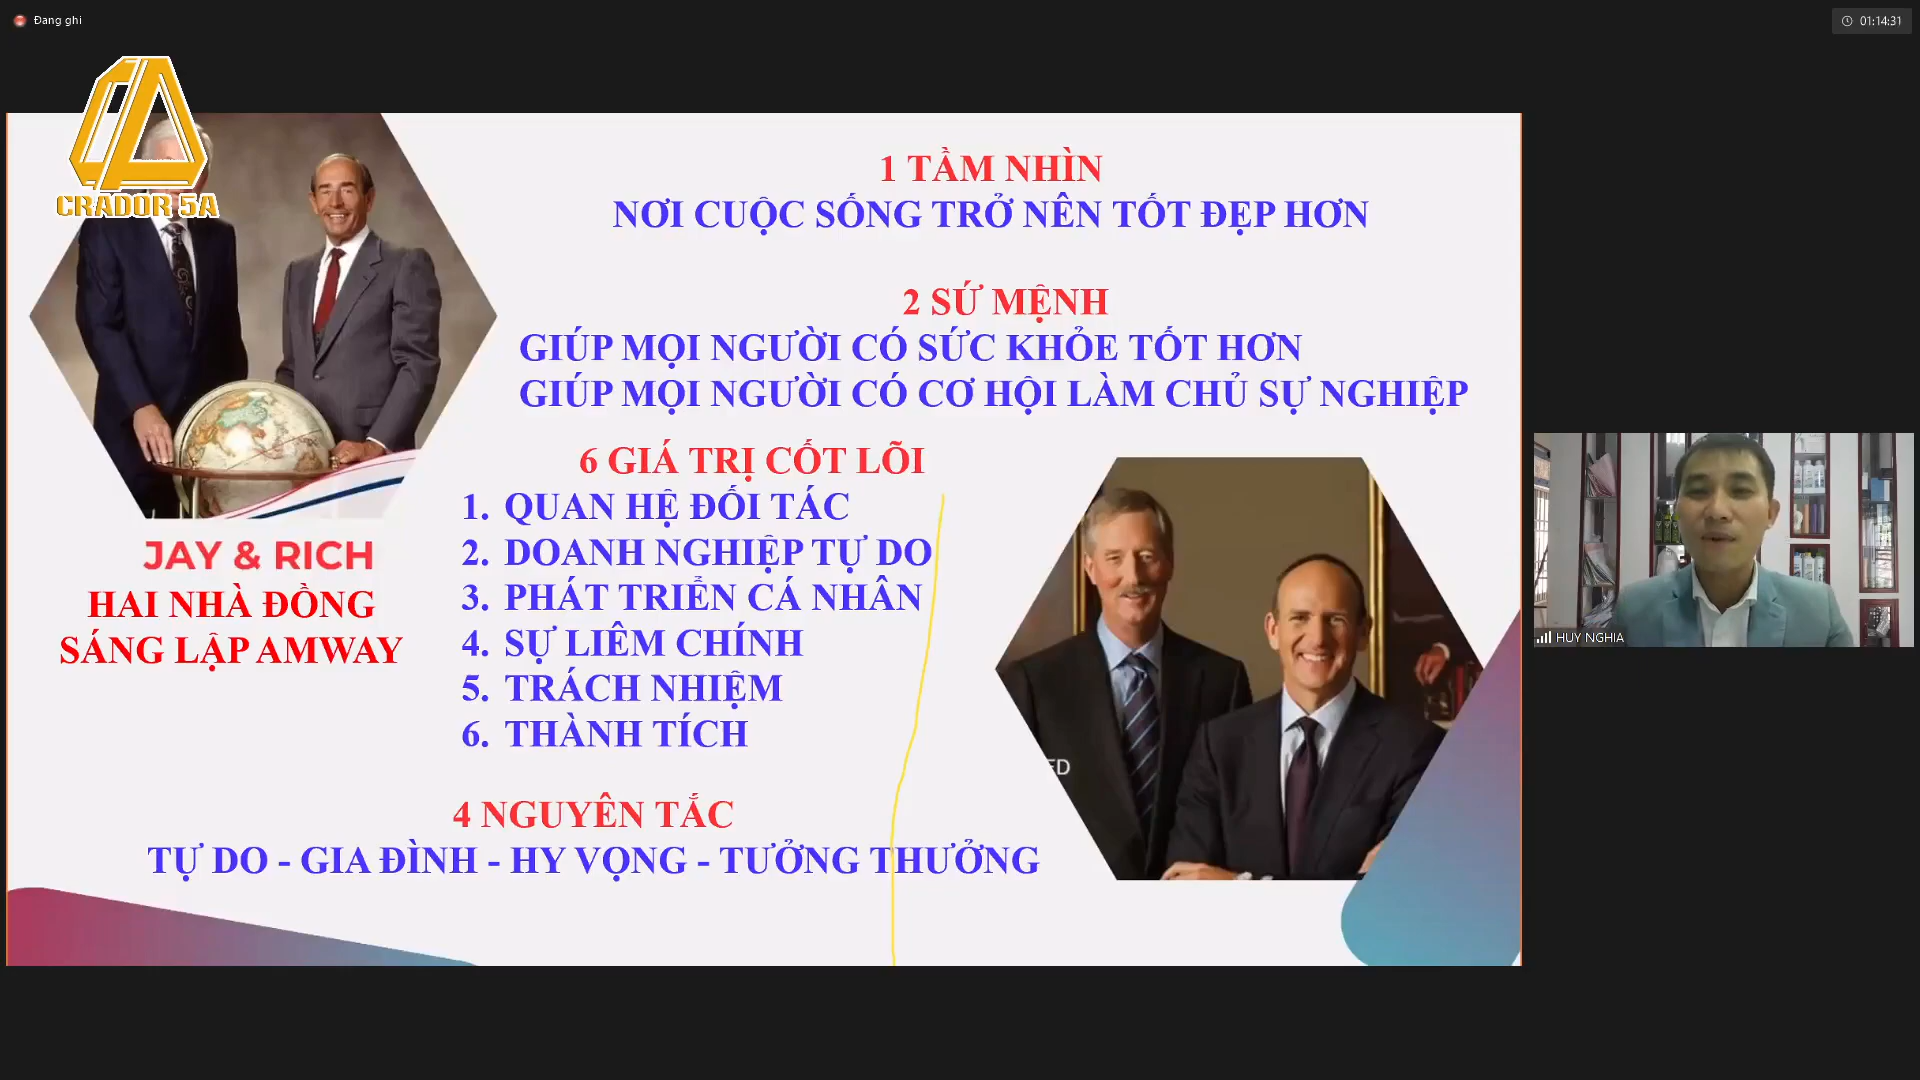 Đang ghi
01:14:31
CRADOR 5A
1 TẦM NHÌN
NƠI CUỘC SỐNG TRỞ NÊN TỐT ĐẸP HƠN
2 SỨ MỆNH
GIÚP MỌI NGƯỜI CÓ SỨC KHỎE TỐT HƠN
GIÚP MỌI NGƯỜI CÓ CƠ HỘI LÀM CHỦ SỰ NGHIỆP
6 GIÁ TRỊ CỐT LÕI
1. QUAN HỆ ĐỐI TÁC
2. DOANH NGHIỆP TỰ DO
3. PHÁT TRIỂN CÁ NHÂN
4. SỰ LIÊM CHÍNH
5. TRÁCH NHIỆM
6. THÀNH TÍCH
JAY & RICH
HAI NHÀ ĐỒNG
SÁNG LẬP AMWAY
ED
4 NGUYÊN TẮC
TỰ DO - GIA ĐÌNH - HY VỌNG - TƯỞNG THƯỞNG
HUY NGHIA